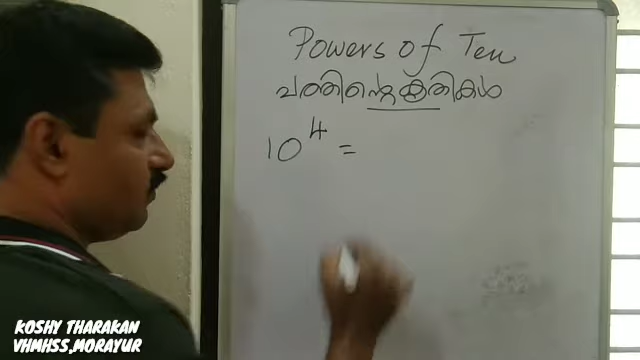 Powers of Ten
പത്തിന്റെകൃതികൾ
10⁴ =
KOSHY THARAKAN
VHMHSS,MORAYUR